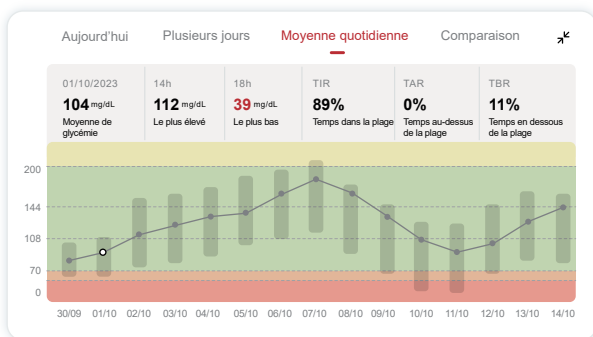 Aujourd'hui Plusieurs jours Moyenne quotidienne Comparaison
01/10/2023 14h 18h TIR TAR TBR
104 mg/dL 112 mg/dL 39 mg/dL 89% 0% 11%
Moyenne de glycémie Le plus élevé Le plus bas Temps dans la plage Temps au-dessus de la plage Temps en dessous de la plage
200
144
108
70
0
30/09 01/10 02/10 03/10 04/10 05/10 06/10 07/10 08/10 09/10 10/10 11/10 12/10 13/10 14/10